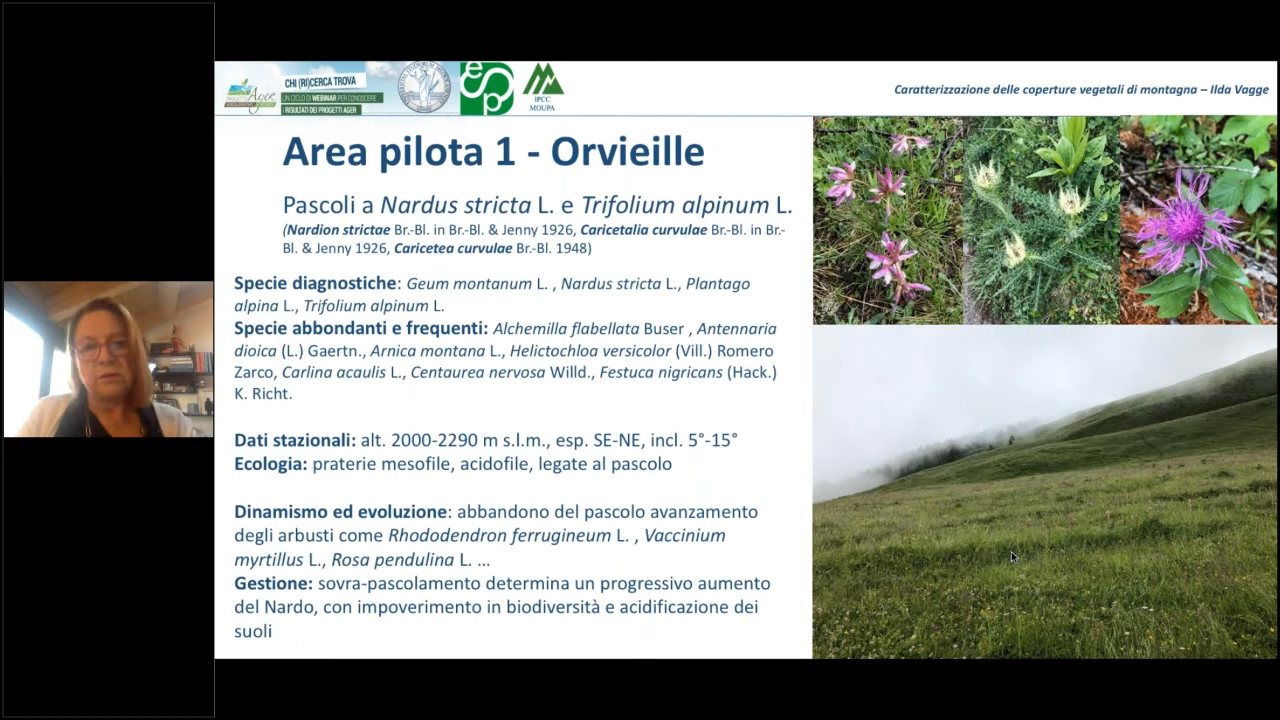 CHI (RI)CERCA TROVA
UN CICLO DI WEBINAR PER CONOSCERE
I RISULTATI DEI PROGETTI AGER
Ager
esp
IPCC
MOUPA
Caratterizzazione delle coperture vegetali di montagna – Ilda Vagge
Area pilota 1 - Orvieille
Pascoli a Nardus stricta L. e Trifolium alpinum L.
(Nardion strictae Br.-Bl. in Br.-Bl. & Jenny 1926, Caricetalia curvulae Br.-Bl. in Br.-
Bl. & Jenny 1926, Caricetea curvulae Br.-Bl. 1948)
Specie diagnostiche: Geum montanum L. , Nardus stricta L., Plantago
alpina L., Trifolium alpinum L.
Specie abbondanti e frequenti: Alchemilla flabellata Buser , Antennaria
dioica (L.) Gaertn., Arnica montana L., Helictochloa versicolor (Vill.) Romero
Zarco, Carlina acaulis L., Centaurea nervosa Willd., Festuca nigricans (Hack.)
K. Richt.
Dati stazionali: alt. 2000-2290 m s.l.m., esp. SE-NE, incl. 5°-15°
Ecologia: praterie mesofile, acidofile, legate al pascolo
Dinamismo ed evoluzione: abbandono del pascolo avanzamento
degli arbusti come Rhododendron ferrugineum L. , Vaccinium
myrtillus L., Rosa pendulina L. ...
Gestione: sovra-pascolamento determina un progressivo aumento
del Nardo, con impoverimento in biodiversità e acidificazione dei
suoli